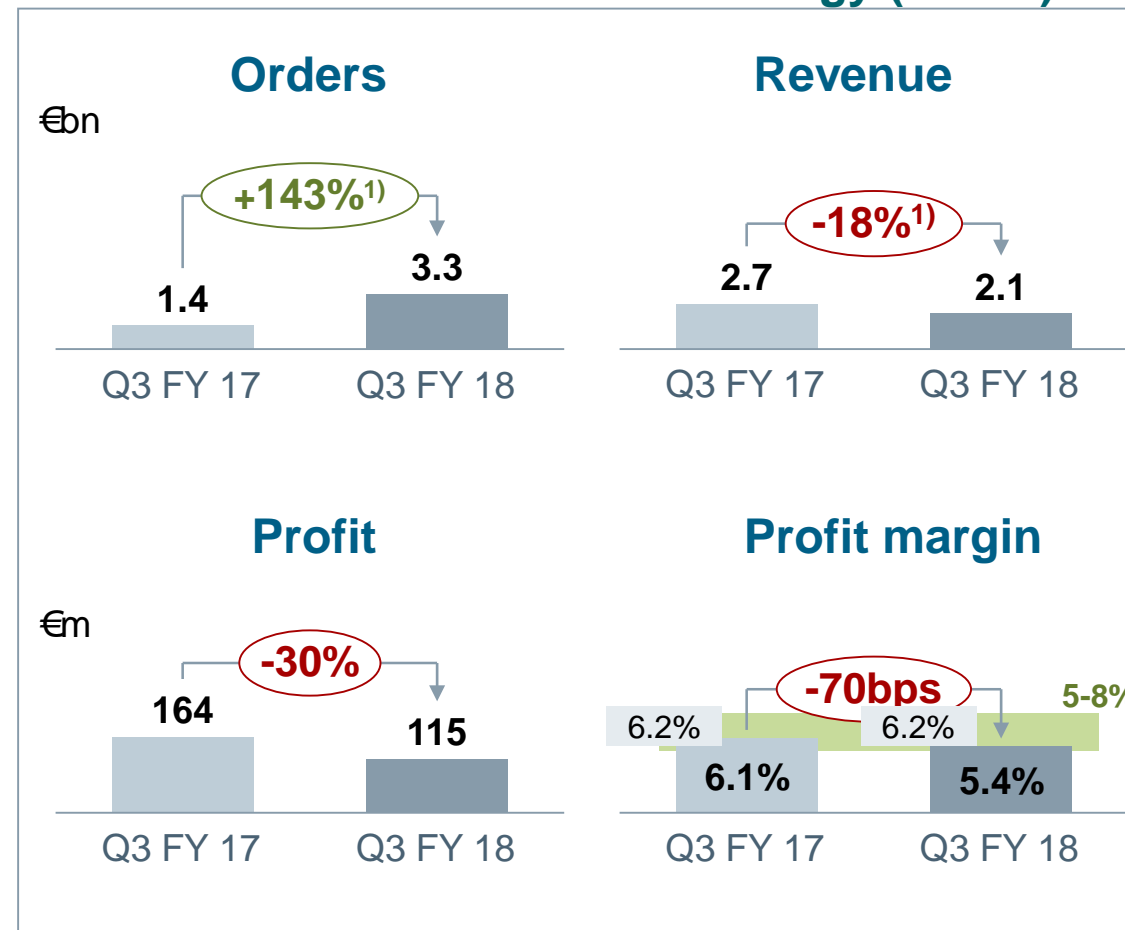 Orders
€bn
+143%1)
1.4
3.3
Q3 FY 17
Q3 FY 18
Revenue
-18%1)
2.7
2.1
Q3 FY 17
Q3 FY 18
Profit
€m
-30%
164
115
Q3 FY 17
Q3 FY 18
Profit margin
-70bps
5-8%
6.2%
6.2%
6.1%
5.4%
Q3 FY 17
Q3 FY 18